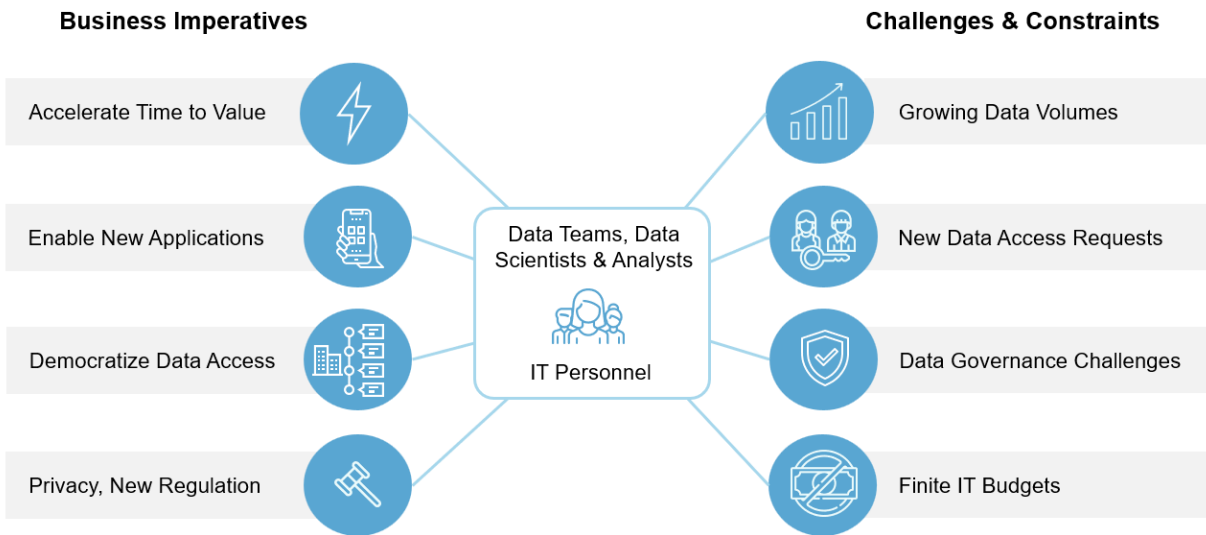 Business Imperatives
Challenges & Constraints
Accelerate Time to Value
Growing Data Volumes
Enable New Applications
Data Teams, Data
Scientists & Analysts
New Data Access Requests
Democratize Data Access
IT Personnel
Data Governance Challenges
Privacy, New Regulation
Finite IT Budgets